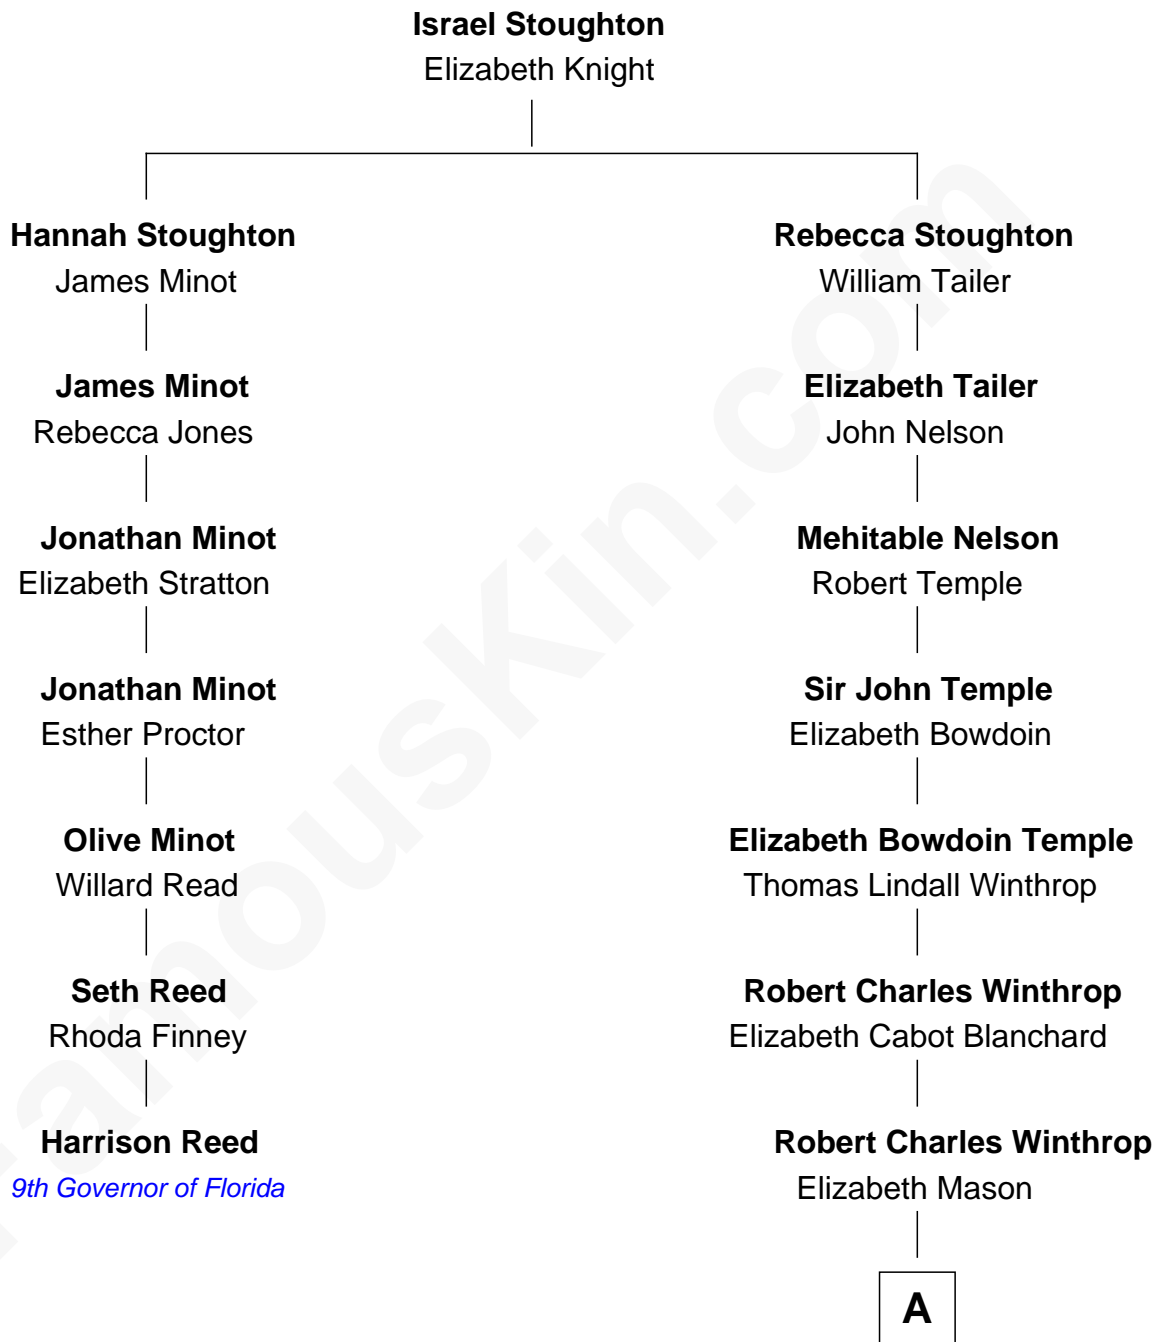 Israel Stoughton
Elizabeth Knight
Hannah Stoughton
James Minot
James Minot
Rebecca Jones
Jonathan Minot
Elizabeth Stratton
Jonathan Minot
Esther Proctor
Olive Minot
Willard Read
Seth Reed
Rhoda Finney
Harrison Reed
9th Governor of Florida
Rebecca Stoughton
William Tailer
Elizabeth Tailer
John Nelson
Mehitable Nelson
Robert Temple
Sir John Temple
Elizabeth Bowdoin
Elizabeth Bowdoin Temple
Thomas Lindall Winthrop
Robert Charles Winthrop
Elizabeth Cabot Blanchard
Robert Charles Winthrop
Elizabeth Mason
A
FamousKin.com